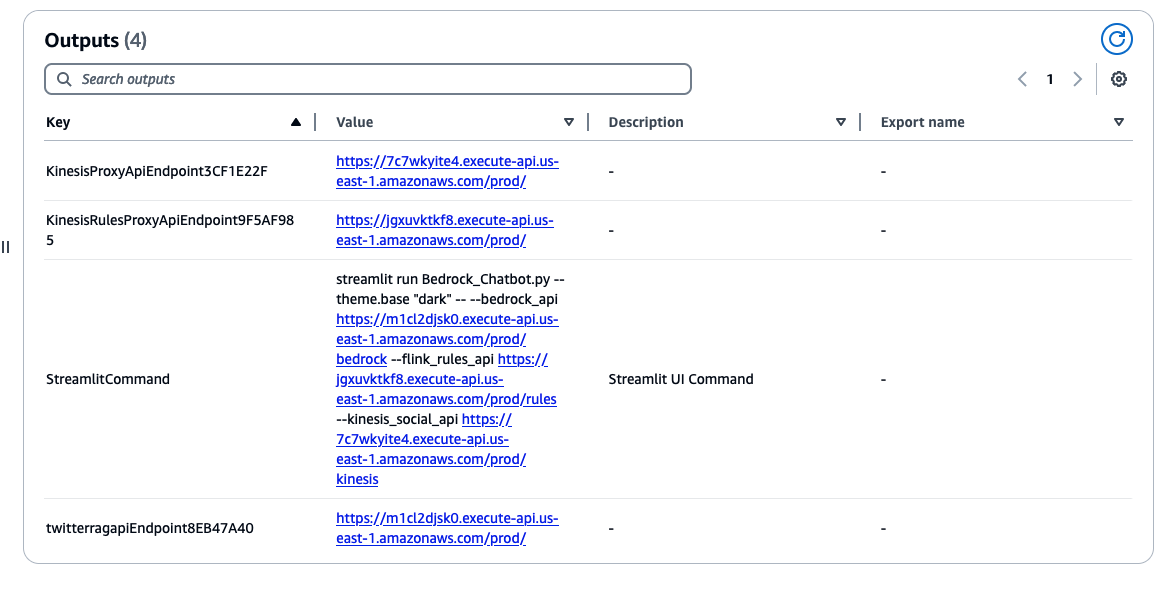 Outputs (4)
Search outputs
1
Key
Value
Description
Export name
KinesisProxyApiEndpoint3CF1E22F
https://7c7wkyite4.execute-api.us-
east-1.amazonaws.com/prod/
-
-
KinesisRulesProxyApiEndpoint9F5AF98
5
https://jgxuvktkf8.execute-api.us-
east-1.amazonaws.com/prod/
-
-
StreamlitCommand
streamlit run Bedrock_Chatbot.py --
theme.base "dark" -- --bedrock_api
https://m1cl2djsk0.execute-api.us-
east-1.amazonaws.com/prod/
bedrock --flink_rules_api https://
jgxuvktkf8.execute-api.us-
east-1.amazonaws.com/prod/rules
--kinesis_social_api https://
7c7wkyite4.execute-api.us-
east-1.amazonaws.com/prod/
kinesis
Streamlit UI Command
-
twitterragapiEndpoint8EB47A40
https://m1cl2djsk0.execute-api.us-
east-1.amazonaws.com/prod/
-
-